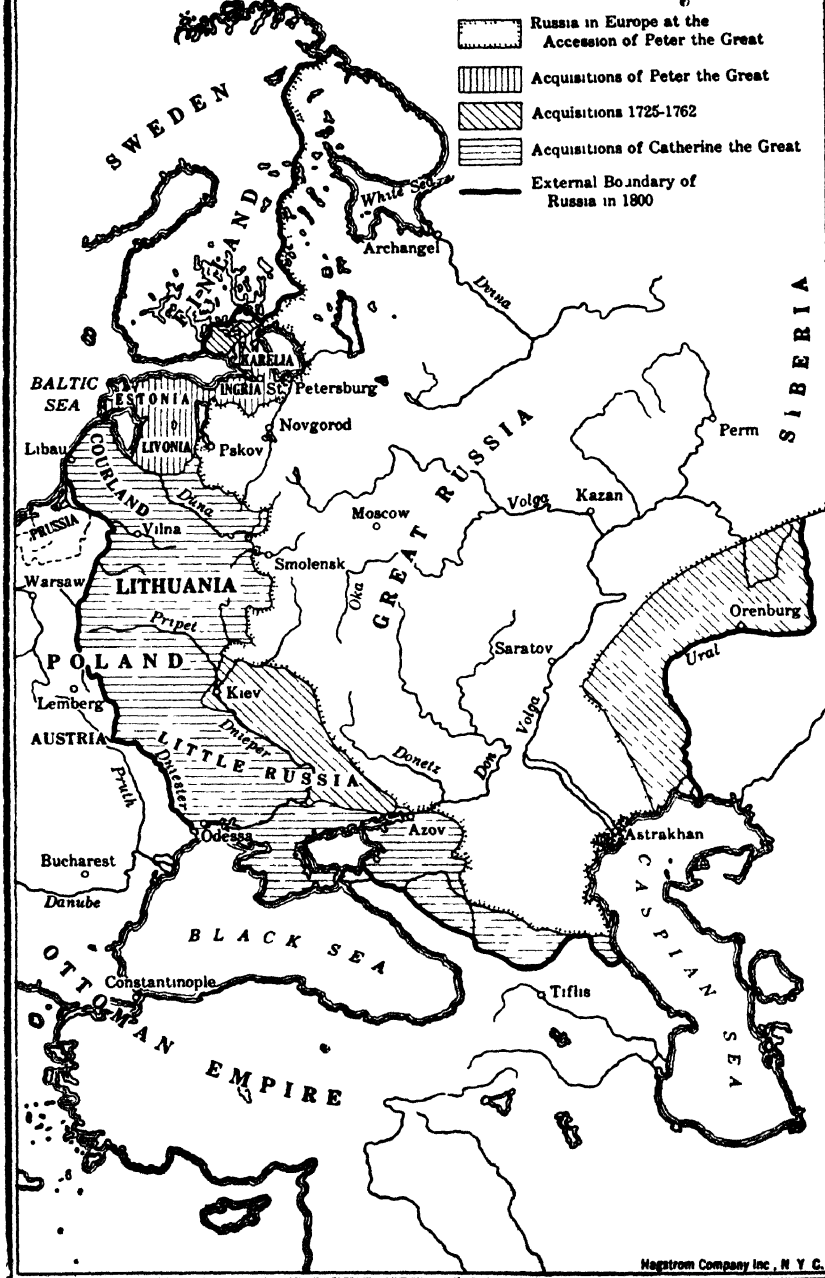 Russia in Europe at the
Accession of Peter the Great
Acquisitions of Peter the Great
Acquisitions 1725-1762
Acquisitions of Catherine the Great
External Boundary of
Russia in 1800
SWEDEN
White Sea
FINLAND
Archangel
Dvina
SIBERIA
KARELIA
BALTIC
SEA
ESTONIA
INGRIA
St. Petersburg
Novgorod
Perm
LIVONIA
Pskov
Libau
COURLAND
GREAT RUSSIA
Düna
Volga
Kazan
Moscow
PRUSSIA
Vilna
Smolensk
Warsaw
LITHUANIA
Oka
Orenburg
Pripet
Saratov
Ural
POLAND
Kiev
Lemberg
Volga
Dnieper
AUSTRIA
LITTLE RUSSIA
Donetz
Don
Pruth
Dniester
Odessa
Azov
Astrakhan
Bucharest
Danube
CASPIAN SEA
BLACK SEA
Constantinople
Tiflis
OTTOMAN EMPIRE
Hagstrom Company Inc., N Y C.